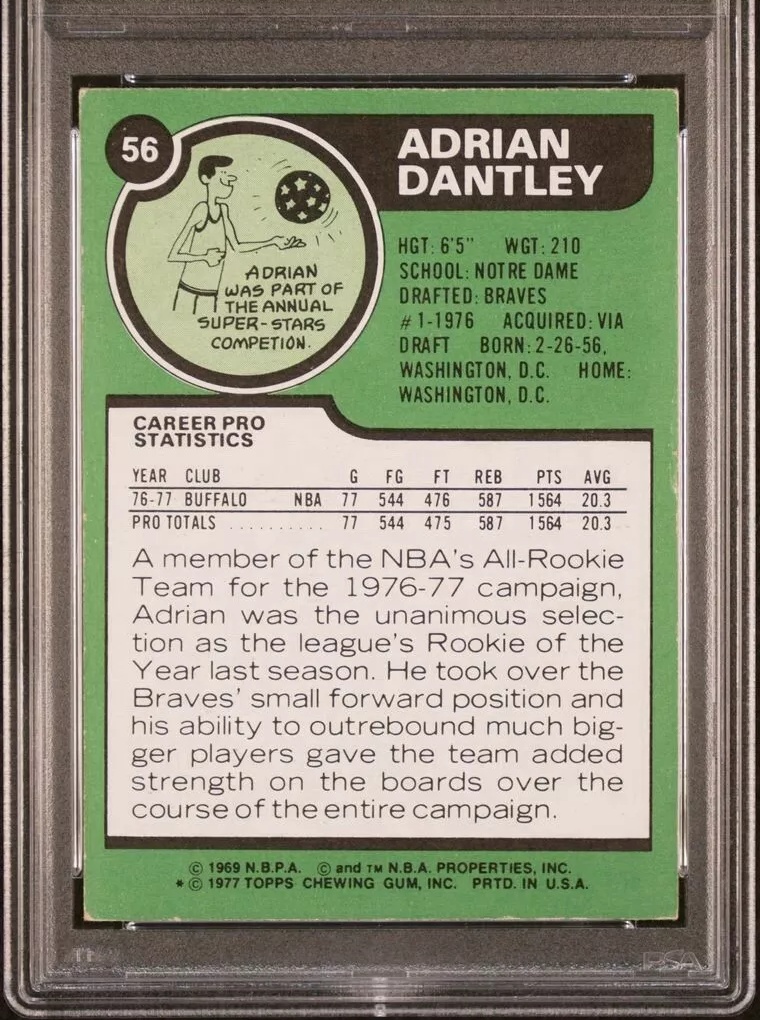 56
ADRIAN
DANTLEY
ADRIAN
WAS PART OF
THE ANNUAL
SUPER-STARS
COMPETION.
HGT: 6'5" WGT: 210
SCHOOL: NOTRE DAME
DRAFTED: BRAVES
#1-1976 ACQUIRED: VIA
DRAFT BORN: 2-26-56,
WASHINGTON, D.C. HOME:
WASHINGTON, D.C.
CAREER PRO
STATISTICS
YEAR CLUB G FG FT REB PTS AVG
76-77 BUFFALO NBA 77 544 476 587 1564 20.3
PRO TOTALS .......... 77 544 475 587 1564 20.3
A member of the NBA's All-Rookie
Team for the 1976-77 campaign,
Adrian was the unanimous selec-
tion as the league's Rookie of the
Year last season. He took over the
Braves' small forward position and
his ability to outrebound much big-
ger players gave the team added
strength on the boards over the
course of the entire campaign.
© 1969 N.B.P.A. © and TM N.B.A. PROPERTIES, INC.
* © 1977 TOPPS CHEWING GUM, INC. PRTD. IN U.S.A.
PSA